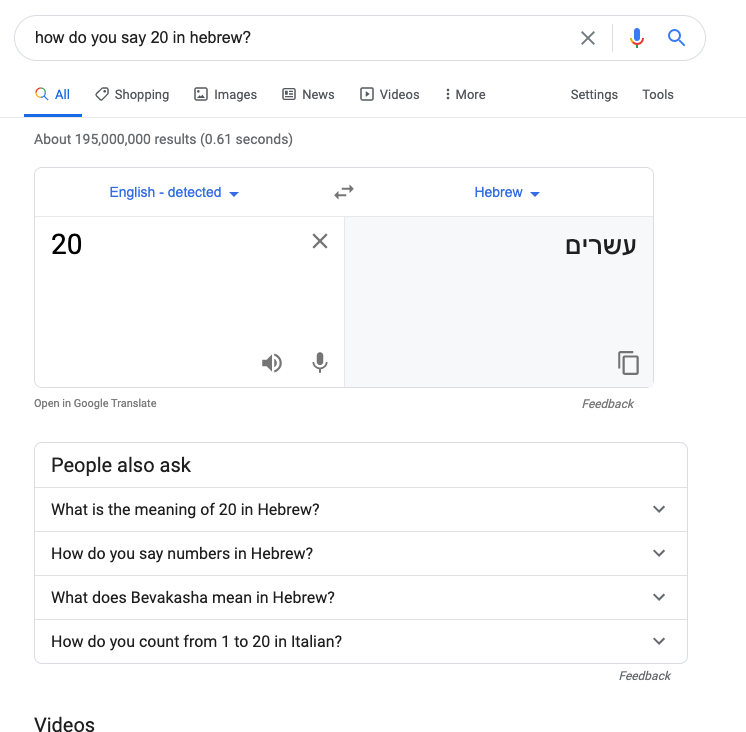 how do you say 20 in hebrew?
All Shopping Images News Videos More Settings Tools
About 195,000,000 results (0.61 seconds)
English - detected Hebrew
20 עשרים
Open in Google Translate Feedback
People also ask
What is the meaning of 20 in Hebrew?
How do you say numbers in Hebrew?
What does Bevakasha mean in Hebrew?
How do you count from 1 to 20 in Italian?
Feedback
Videos